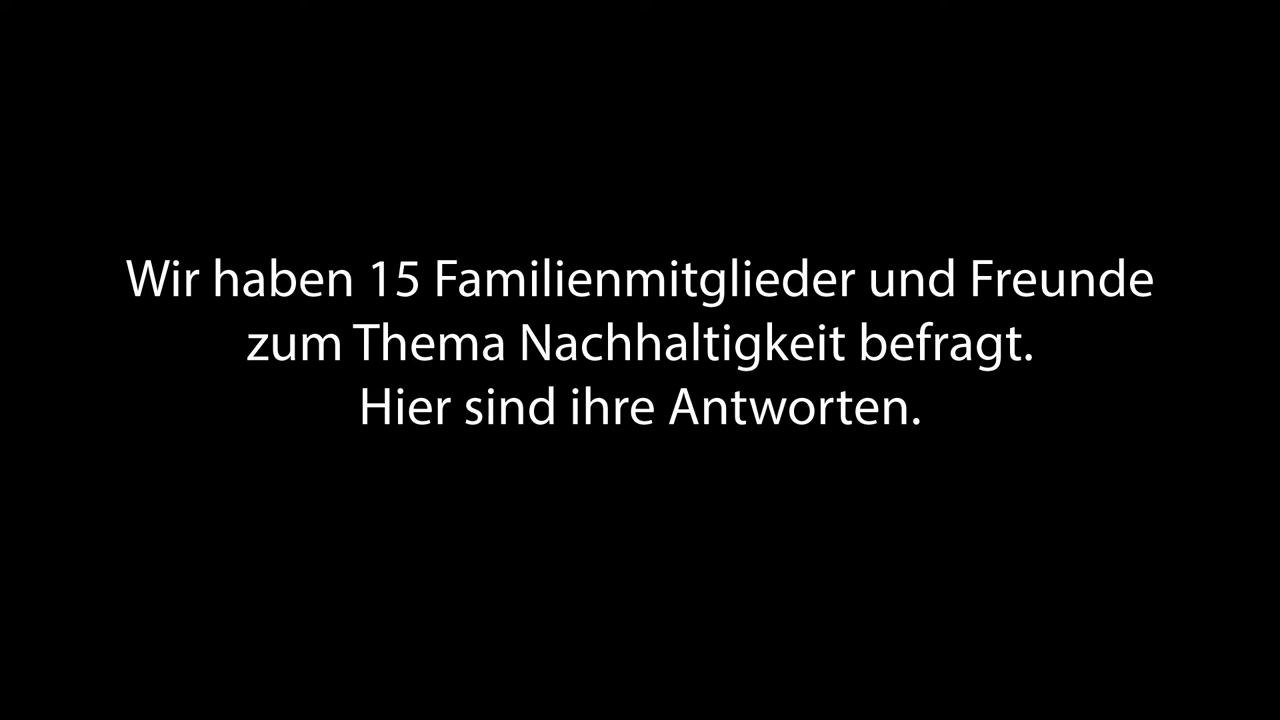 Wir haben 15 Familienmitglieder und Freunde
zum Thema Nachhaltigkeit befragt.
Hier sind ihre Antworten.